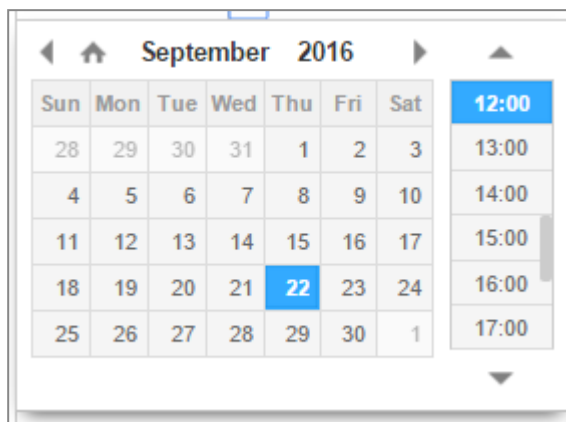 September 2016
Sun Mon Tue Wed Thu Fri Sat
28 29 30 31 1 2 3
4 5 6 7 8 9 10
11 12 13 14 15 16 17
18 19 20 21 22 23 24
25 26 27 28 29 30 1
12:00
13:00
14:00
15:00
16:00
17:00